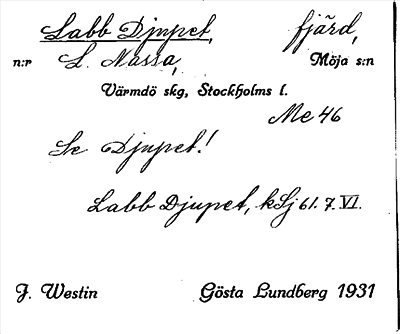 Labb Djupet, fjärd,
n:r L. Nassa, Möja s:n
Värmdö skg, Stockholms l.
Me 46
Se Djupet!
Labb Djupet, kSj 61. 7. VI.
J. Westin Gösta Lundberg 1931